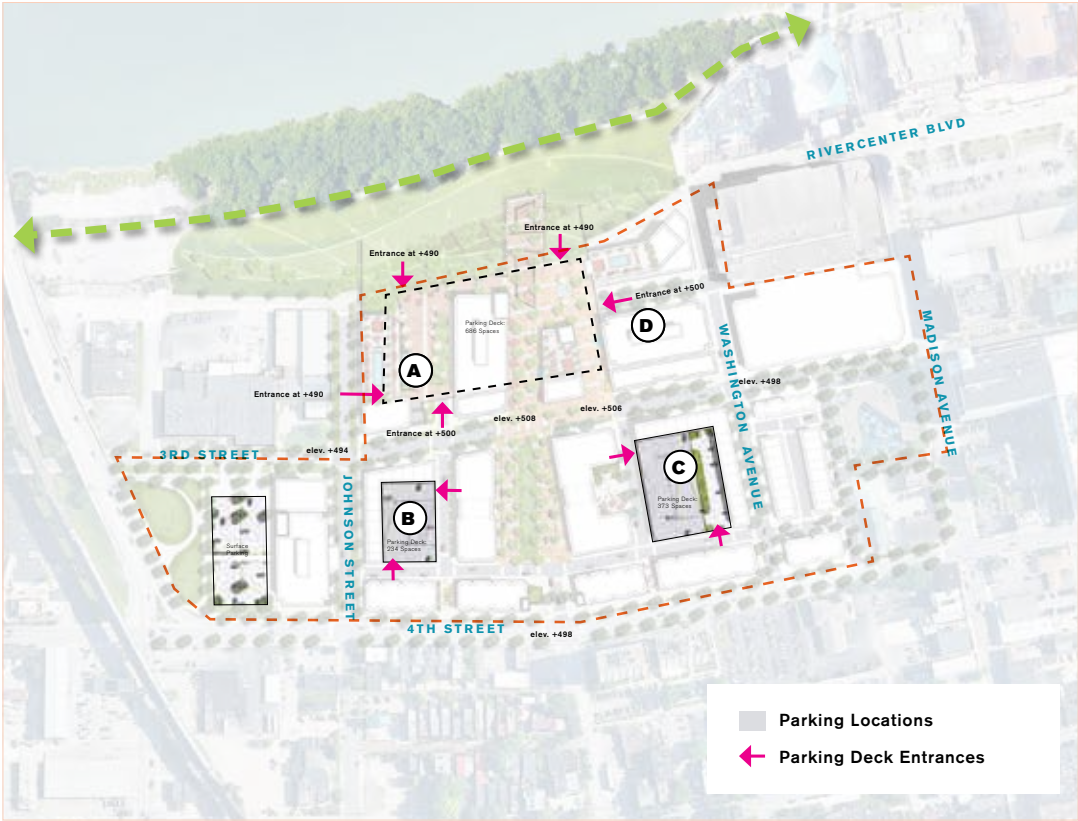 RIVERCENTER BLVD
Entrance at +490
Entrance at +490
Entrance at +500
Parking Deck:
686 Spaces
D
A
WASHINGTON AVENUE
MADISON AVENUE
elev. +498
Entrance at +490
elev. +506
elev. +508
Entrance at +500
elev. +494
3RD STREET
C
Parking Deck:
373 Spaces
JOHNSON STREET
B
Parking Deck:
234 Spaces
Surface
Parking
4TH STREET
elev. +498
Parking Locations
Parking Deck Entrances